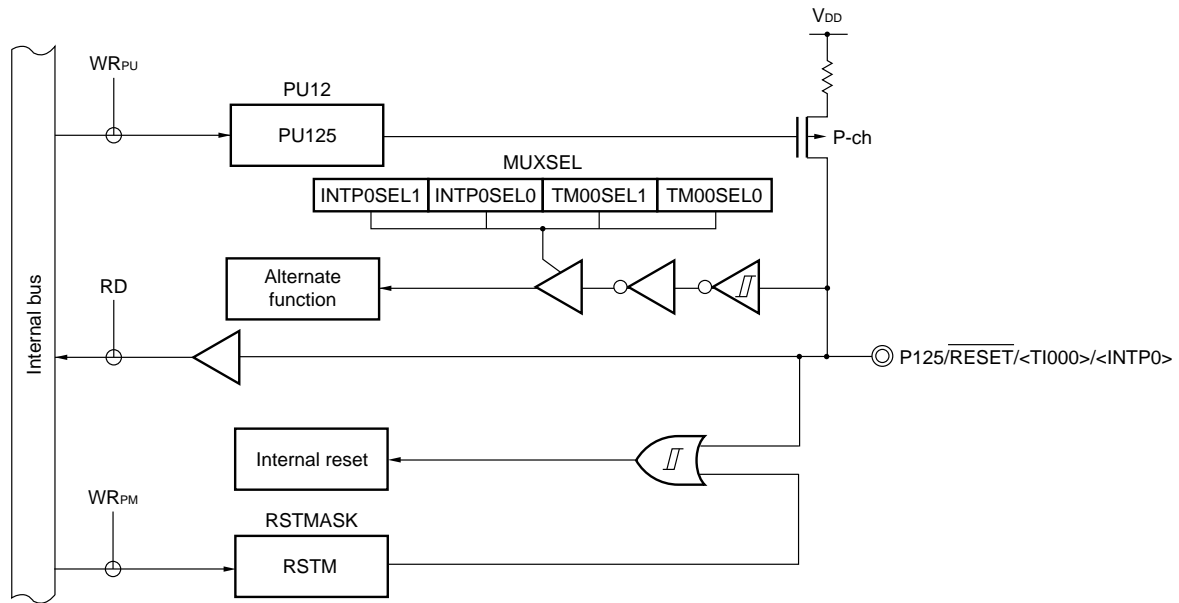 VDD
WRPU
PU12
PU125
P-ch
MUXSEL
INTP0SEL1 INTP0SEL0 TM00SEL1 TM00SEL0
Alternate
function
RD
Internal bus
P125/RESET/<TI000>/<INTP0>
Internal reset
WRPM
RSTMASK
RSTM